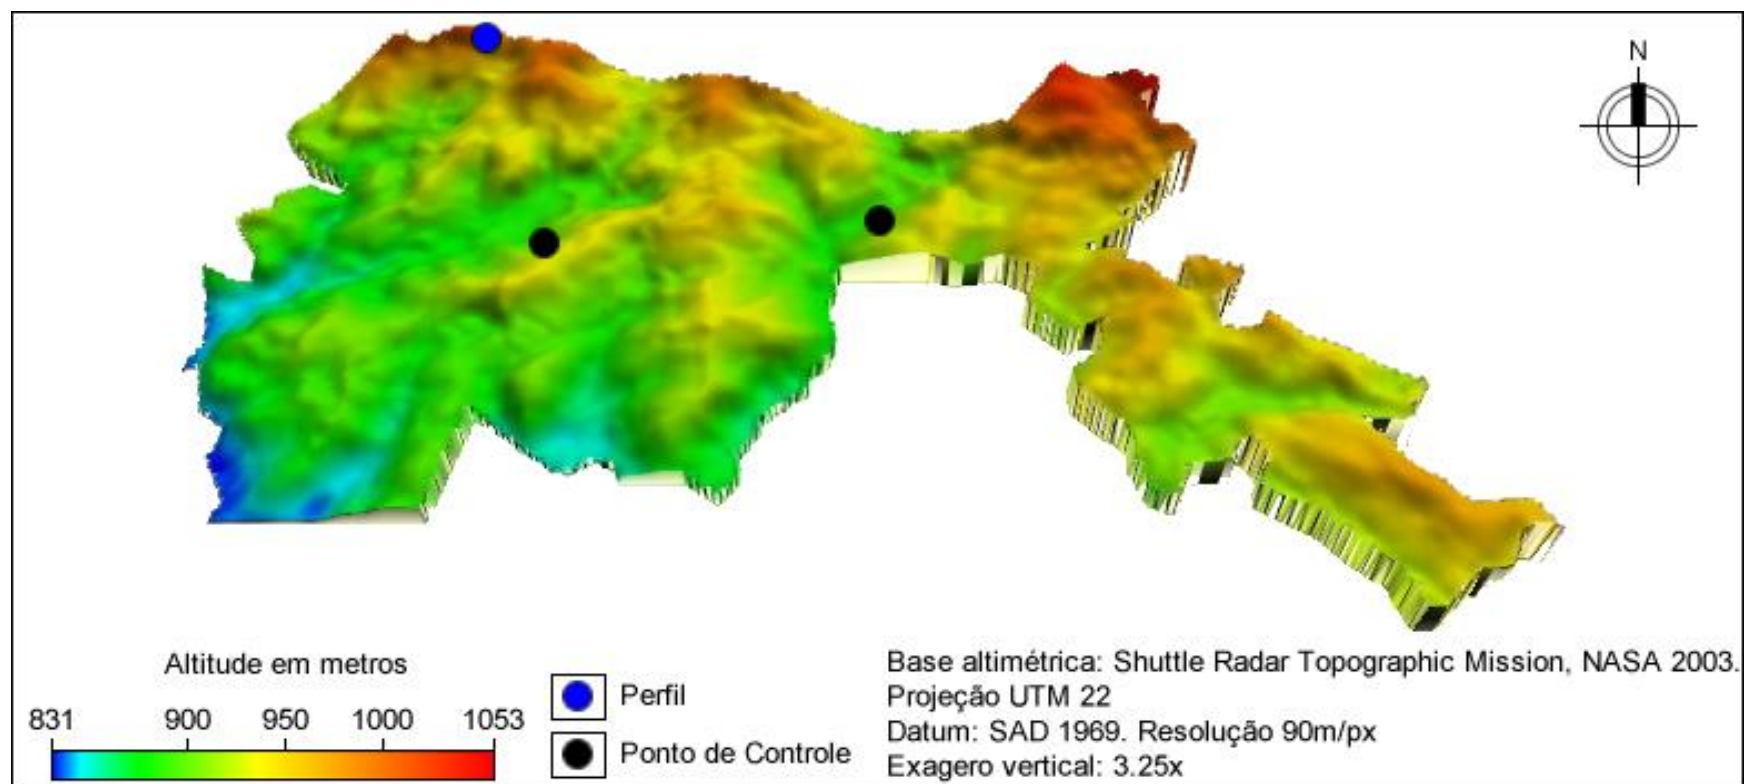 N
Altitude em metros
831 900 950 1000 1053
Perfil
Ponto de Controle
Base altimétrica: Shuttle Radar Topographic Mission, NASA 2003.
Projeção UTM 22
Datum: SAD 1969. Resolução 90m/px
Exagero vertical: 3.25x